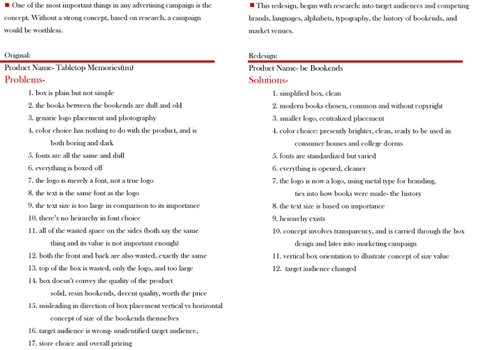 One of the most important things in any advertising campaign is the
concept. Without a strong concept, based on research, a campaign
would be worthless.
Original:
Product Name- Tabletop Memories(tm)
Problems-
1. box is plain but not simple
2. the books between the bookends are dull and old
3. genaric logo placement and photography
4. color choice has nothing to do with the product, and is
both boring and dark
5. fonts are all the same and dull
6. everything is boxed off
7. the logo is merely a font, not a true logo
8. the text is the same font as the logo
9. the text size is too large in comparison to its importance
10. there's no heirarchy in font choice
11. all of the wasted space on the sides (both say the same
thing and its value is not important enough)
12. both the front and back are also wasted, exactly the same
13. top of the box is wasted, only the logo, and too large
14. box doesn't convey the quality of the product
solid, resin bookends, decent quality, worth the price
15. misleading in direction of box placement vertical vs horizontal
concept of size of the bookends themselves
16. target audience is wrong- unidentified target audience,
17. store choice and overall pricing
This redesign, began with research: into target audiences and competing
brands, languages, alphabets, typography, the history of bookends, and
market venues.
Redesign:
Product Name- be Bookends
Solutions-
1. simplified box, clean
2. modern books chosen, common and without copyright
3. smaller logo, centralized placement
4. color choice: presently brighter, clean, ready to be used in
consumer houses and college dorms
5. fonts are standardized but varied
6. everything is opened, cleaner
7. the logo is now a logo, using metal type for branding,
ties into how books were made- the history
8. the text size is based on importance
9. heirarchy exists
10. concept involves transparency, and is carried through the box
design and later into marketing campaign
11. vertical box orientation to illustrate concept of size value
12. target audience changed